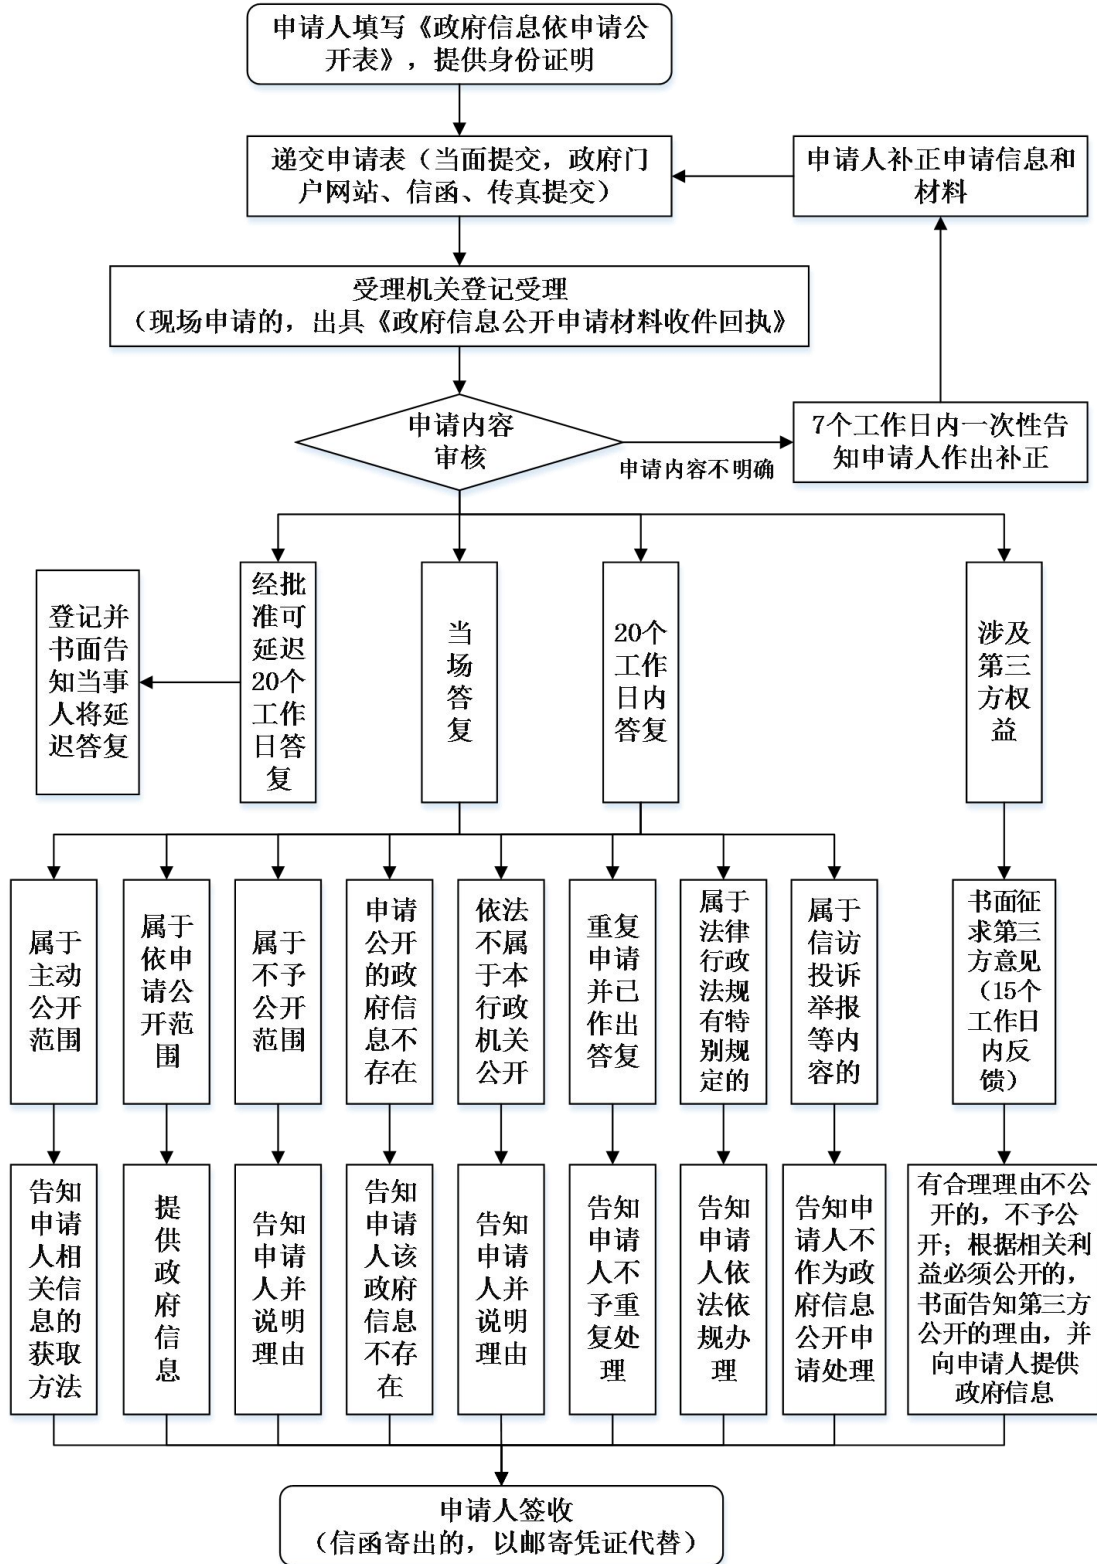 申请人填写《政府信息依申请公
开表》，提供身份证明
递交申请表（当面提交，政府门
户网站、信函、传真提交）
申请人补正申请信息和
材料
受理机关登记受理
（现场申请的，出具《政府信息公开申请材料收件回执》
申请内容
审核
申请内容不明确
7个工作日内一次性告
知申请人作出补正
登记并
书面告
知当事
人将延
迟答复
经批
准可
延迟
20个
工作
日答
复
当
场
答
复
20个
工作
日内
答复
涉及
第三
方权
益
属于
主动
公开
范围
属于
依申
请公
开范
围
属于
不予
公开
范围
申请
公开
的政
府信
息不
存在
依法
不属
于本
行政
机关
公开
重复
申请
并已
作出
答复
属于
法律
行政
法规
有特
别规
定的
属于
信访
投诉
举报
等内
容的
书面征
求第三
方意见
（15个
工作日
内反
馈）
告知
申请
人相
关信
息的
获取
方法
提
供
政
府
信
息
告知
申请
人并
说明
理由
告知
申请
人该
政府
信息
不存
在
告知
申请
人并
说明
理由
告知
申请
人不
予重
复处
理
告知
申请
人依
法依
规办
理
告知申
请人不
作为政
府信息
公开申
请处理
有合理理由不公
开的，不予公
开；根据相关利
益必须公开的，
书面告知第三方
公开的理由，并
向申请人提供
政府信息
申请人签收
（信函寄出的，以邮寄凭证代替）